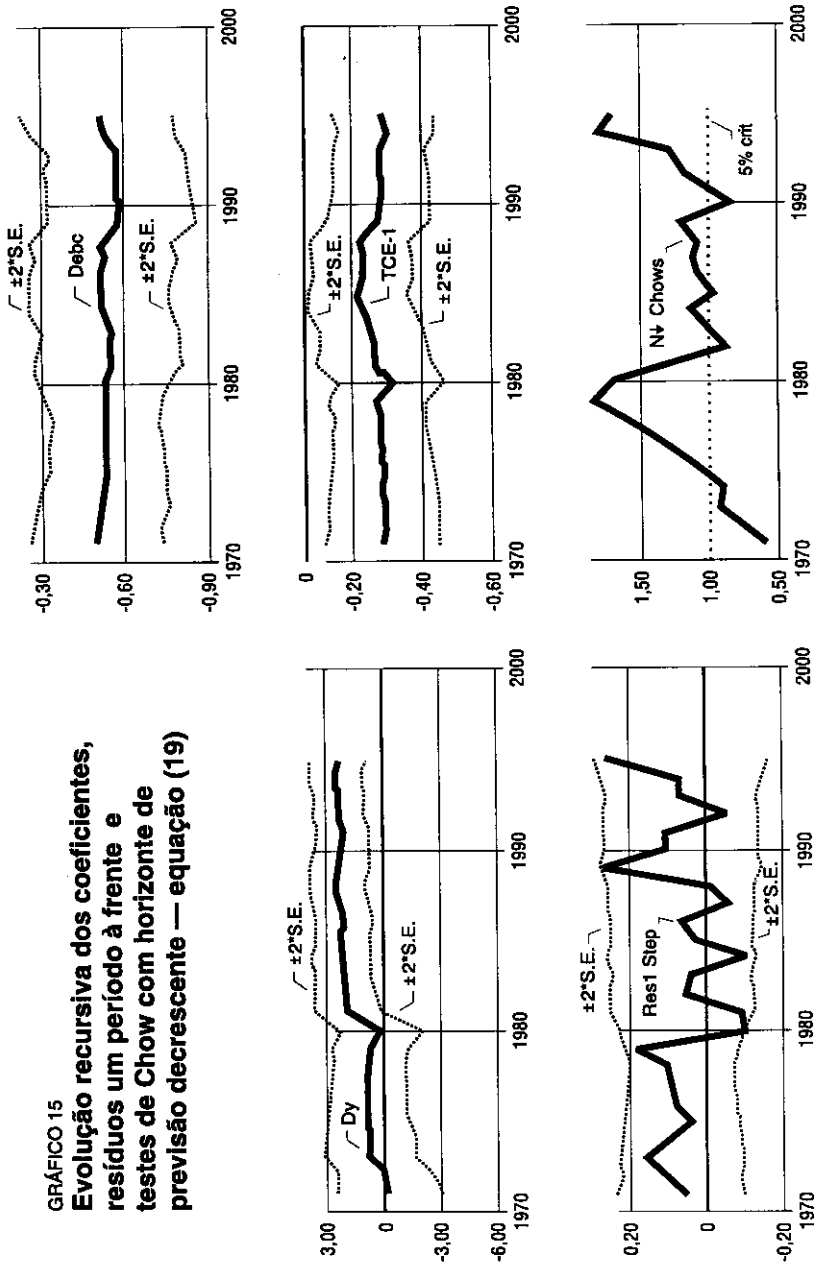 GRÁFICO 15
Evolução recursiva dos coeficientes,
resíduos um período à frente e
testes de Chow com horizonte de
previsão decrescente — equação (19)
-0,30
-0,60
-0,90
±2*S.E.
Debc
±2*S.E.
1970
1980
1990
2000
3,00
0
-3,00
-6,00
Dy
±2*S.E.
±2*S.E.
1970
1980
1990
2000
0
-0,20
-0,40
-0,60
±2*S.E.
TCE-1
±2*S.E.
1970
1980
1990
2000
0,20
0
-0,20
±2*S.E.
Res1 Step
±2*S.E.
1970
1980
1990
2000
1,50
1,00
0,50
N↓ Chows
5% crit
1970
1980
1990
2000